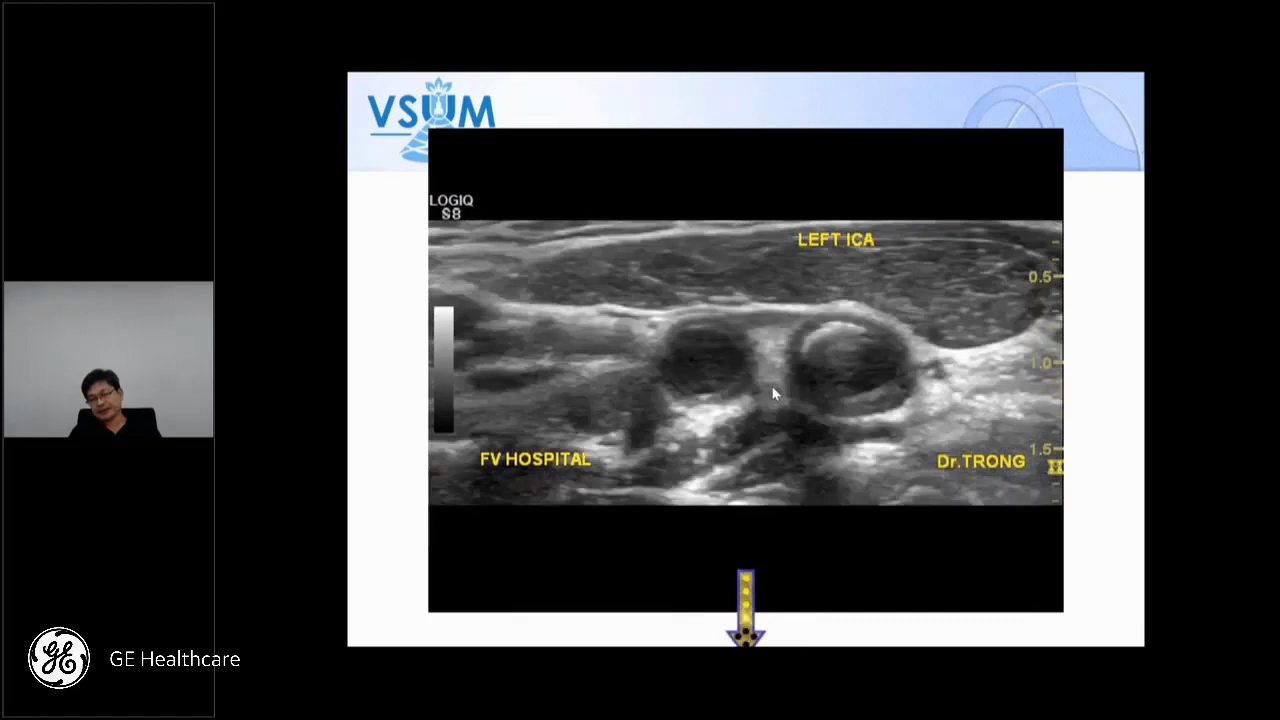 VSUM
LOGIQ
S8
LEFT ICA
0.5
1.0
1.5
FV HOSPITAL
Dr.TRONG
GE Healthcare